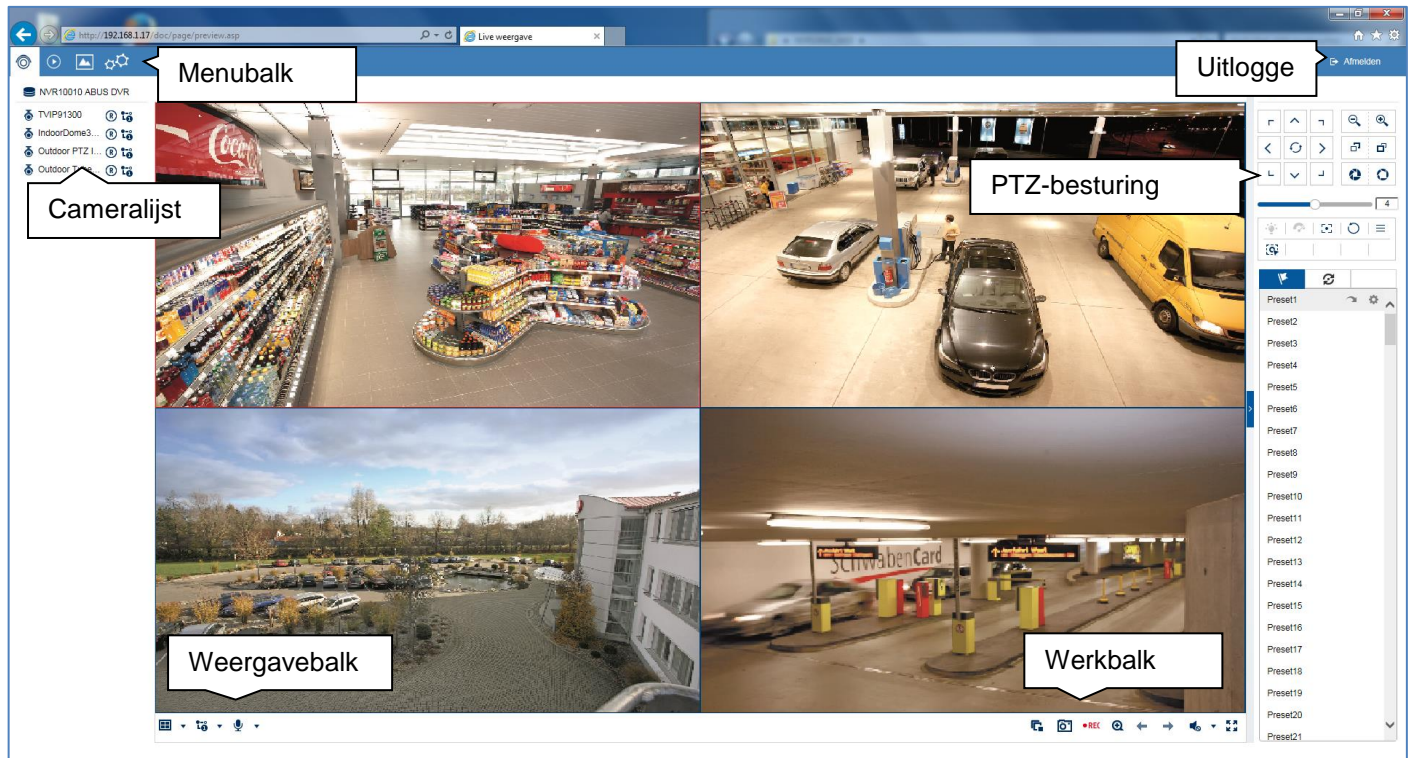 http://192.168.1.17/doc/page/preview.asp
Live weergave
Menubalk
Uitlogge
Afmelden
NVR10010 ABUS DVR
TVIP91300
IndoorDome3...
Outdoor PTZ I...
Cameralijst
Coca-Cola
PTZ-besturing
4
Preset1
Preset2
Preset3
Preset4
Preset5
Preset6
Preset7
Preset8
Preset9
Preset10
Preset11
Preset12
Preset13
Preset14
Preset15
Preset16
Preset17
Preset18
Preset19
Preset20
Preset21
SchwabenCard
Weergavebalk
Werkbalk
REC